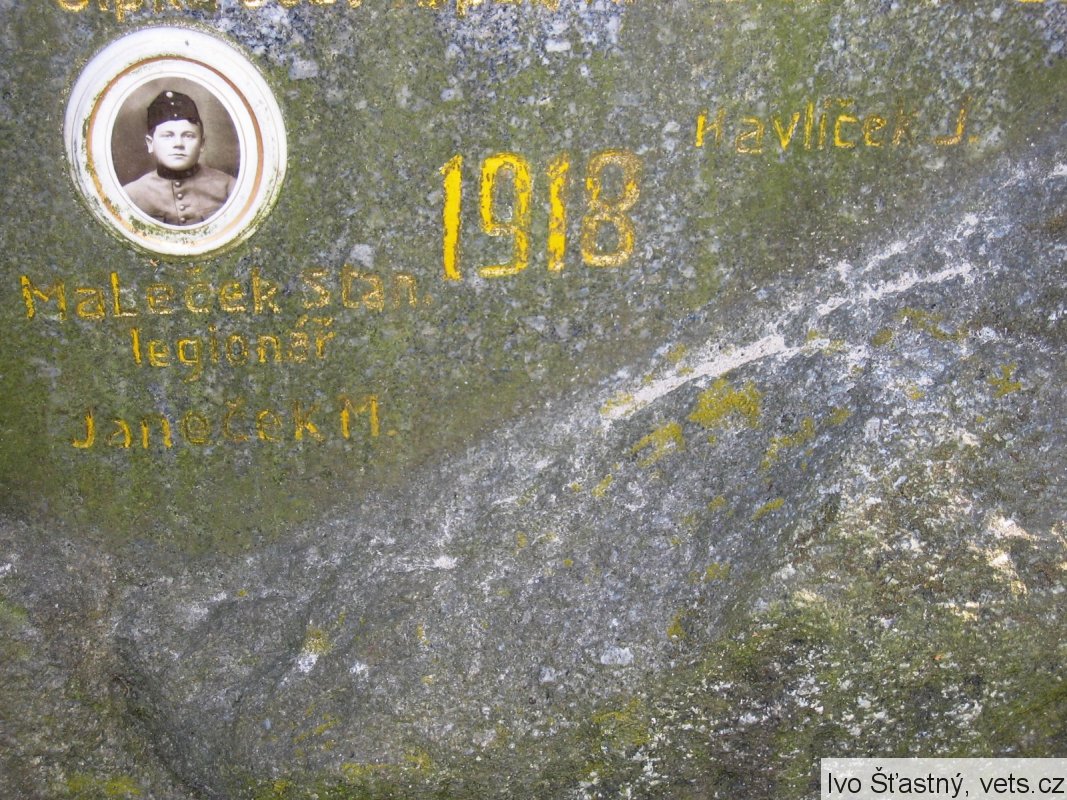 1918
Havlíček J.
Maleček Stan.
legionář
Janeček M.
Ivo Šťastný, vets.cz